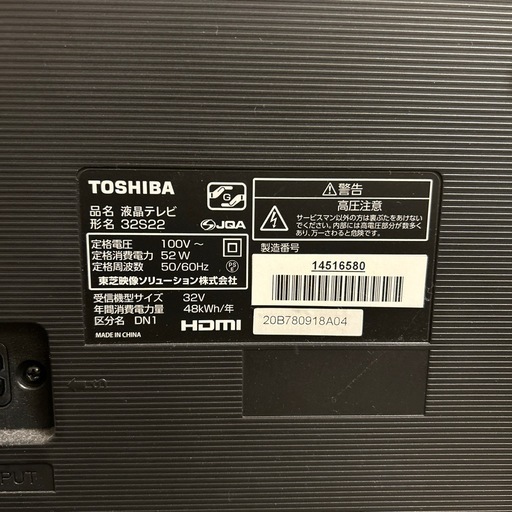 TOSHIBA
品名 液晶テレビ
形名 32S22
G
JQA
定格電圧 100V～
定格消費電力 52W
定格周波数 50/60Hz
PS
E
東芝映像ソリューション株式会社
受信機型サイズ 32V
年間消費電力量 48kWh/年
区分名 DN1
HDMI
MADE IN CHINA
⚠警告
高圧注意
サービスマン以外の方は裏ぶたをあけないで
ください。内部には高電圧部分が数多く
あり、万一さわると危険です。
製造番号
14516580
20B780918A04
PUT